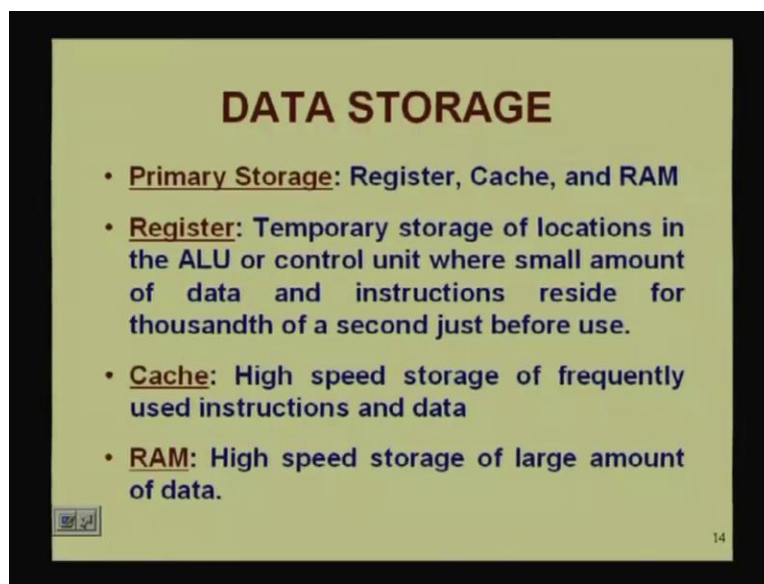 DATA STORAGE
• Primary Storage: Register, Cache, and RAM
• Register: Temporary storage of locations in
the ALU or control unit where small amount
of data and instructions reside for
thousandth of a second just before use.
• Cache: High speed storage of frequently
used instructions and data
• RAM: High speed storage of large amount
of data.
14